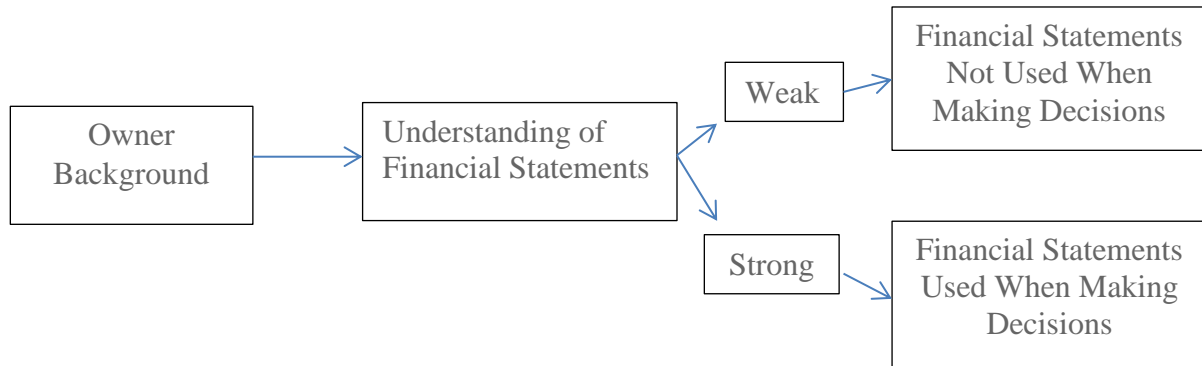 Owner
Background
Understanding of
Financial Statements
Weak
Financial Statements
Not Used When
Making Decisions
Strong
Financial Statements
Used When Making
Decisions